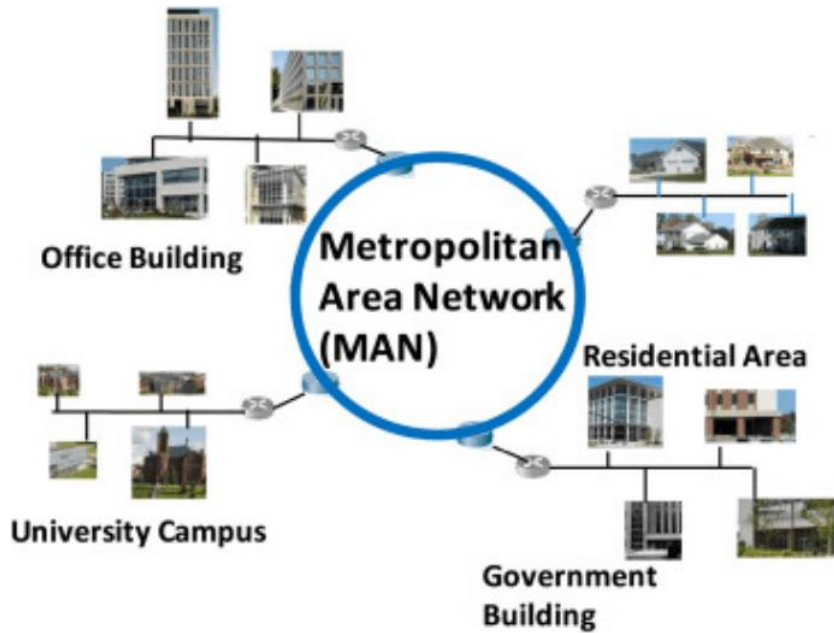 Office Building
Metropolitan
Area Network
(MAN)
Residential Area
University Campus
Government
Building